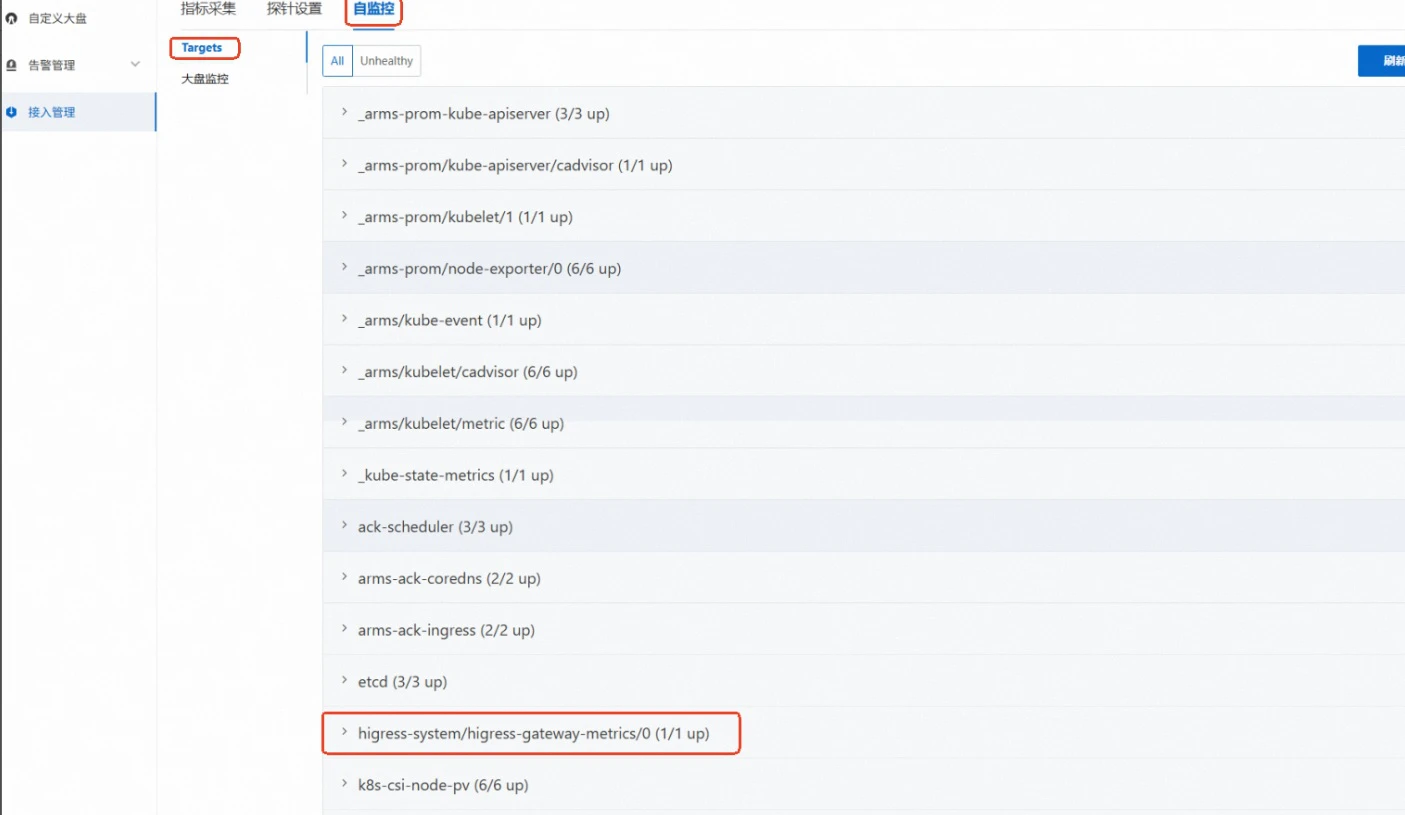 自定义大盘
告警管理
接入管理
指标采集
探针设置
自监控
Targets
大盘监控
All
Unhealthy
刷新
_arms-prom-kube-apiserver (3/3 up)
_arms-prom/kube-apiserver/cadvisor (1/1 up)
_arms-prom/kubelet/1 (1/1 up)
_arms-prom/node-exporter/0 (6/6 up)
_arms/kube-event (1/1 up)
_arms/kubelet/cadvisor (6/6 up)
_arms/kubelet/metric (6/6 up)
_kube-state-metrics (1/1 up)
ack-scheduler (3/3 up)
arms-ack-coredns (2/2 up)
arms-ack-ingress (2/2 up)
etcd (3/3 up)
higress-system/higress-gateway-metrics/0 (1/1 up)
k8s-csi-node-pv (6/6 up)